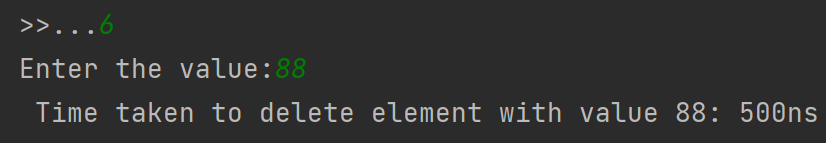 >>...6
Enter the value:88
Time taken to delete element with value 88: 500ns